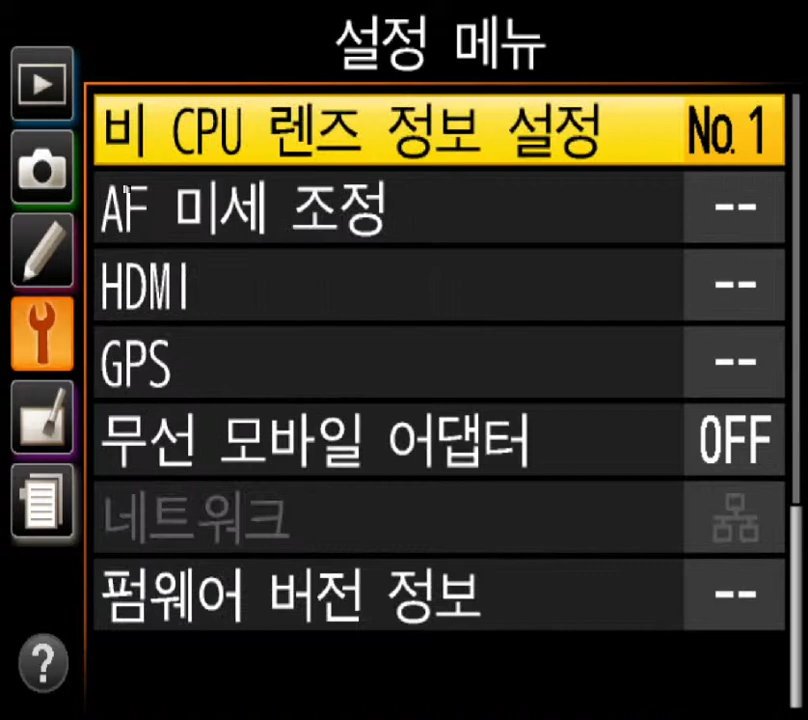 설정 메뉴
비 CPU 렌즈 정보 설정 No. 1
AF 미세 조정 --
HDMI --
GPS --
무선 모바일 어댑터 OFF
네트워크
펌웨어 버전 정보 --
?